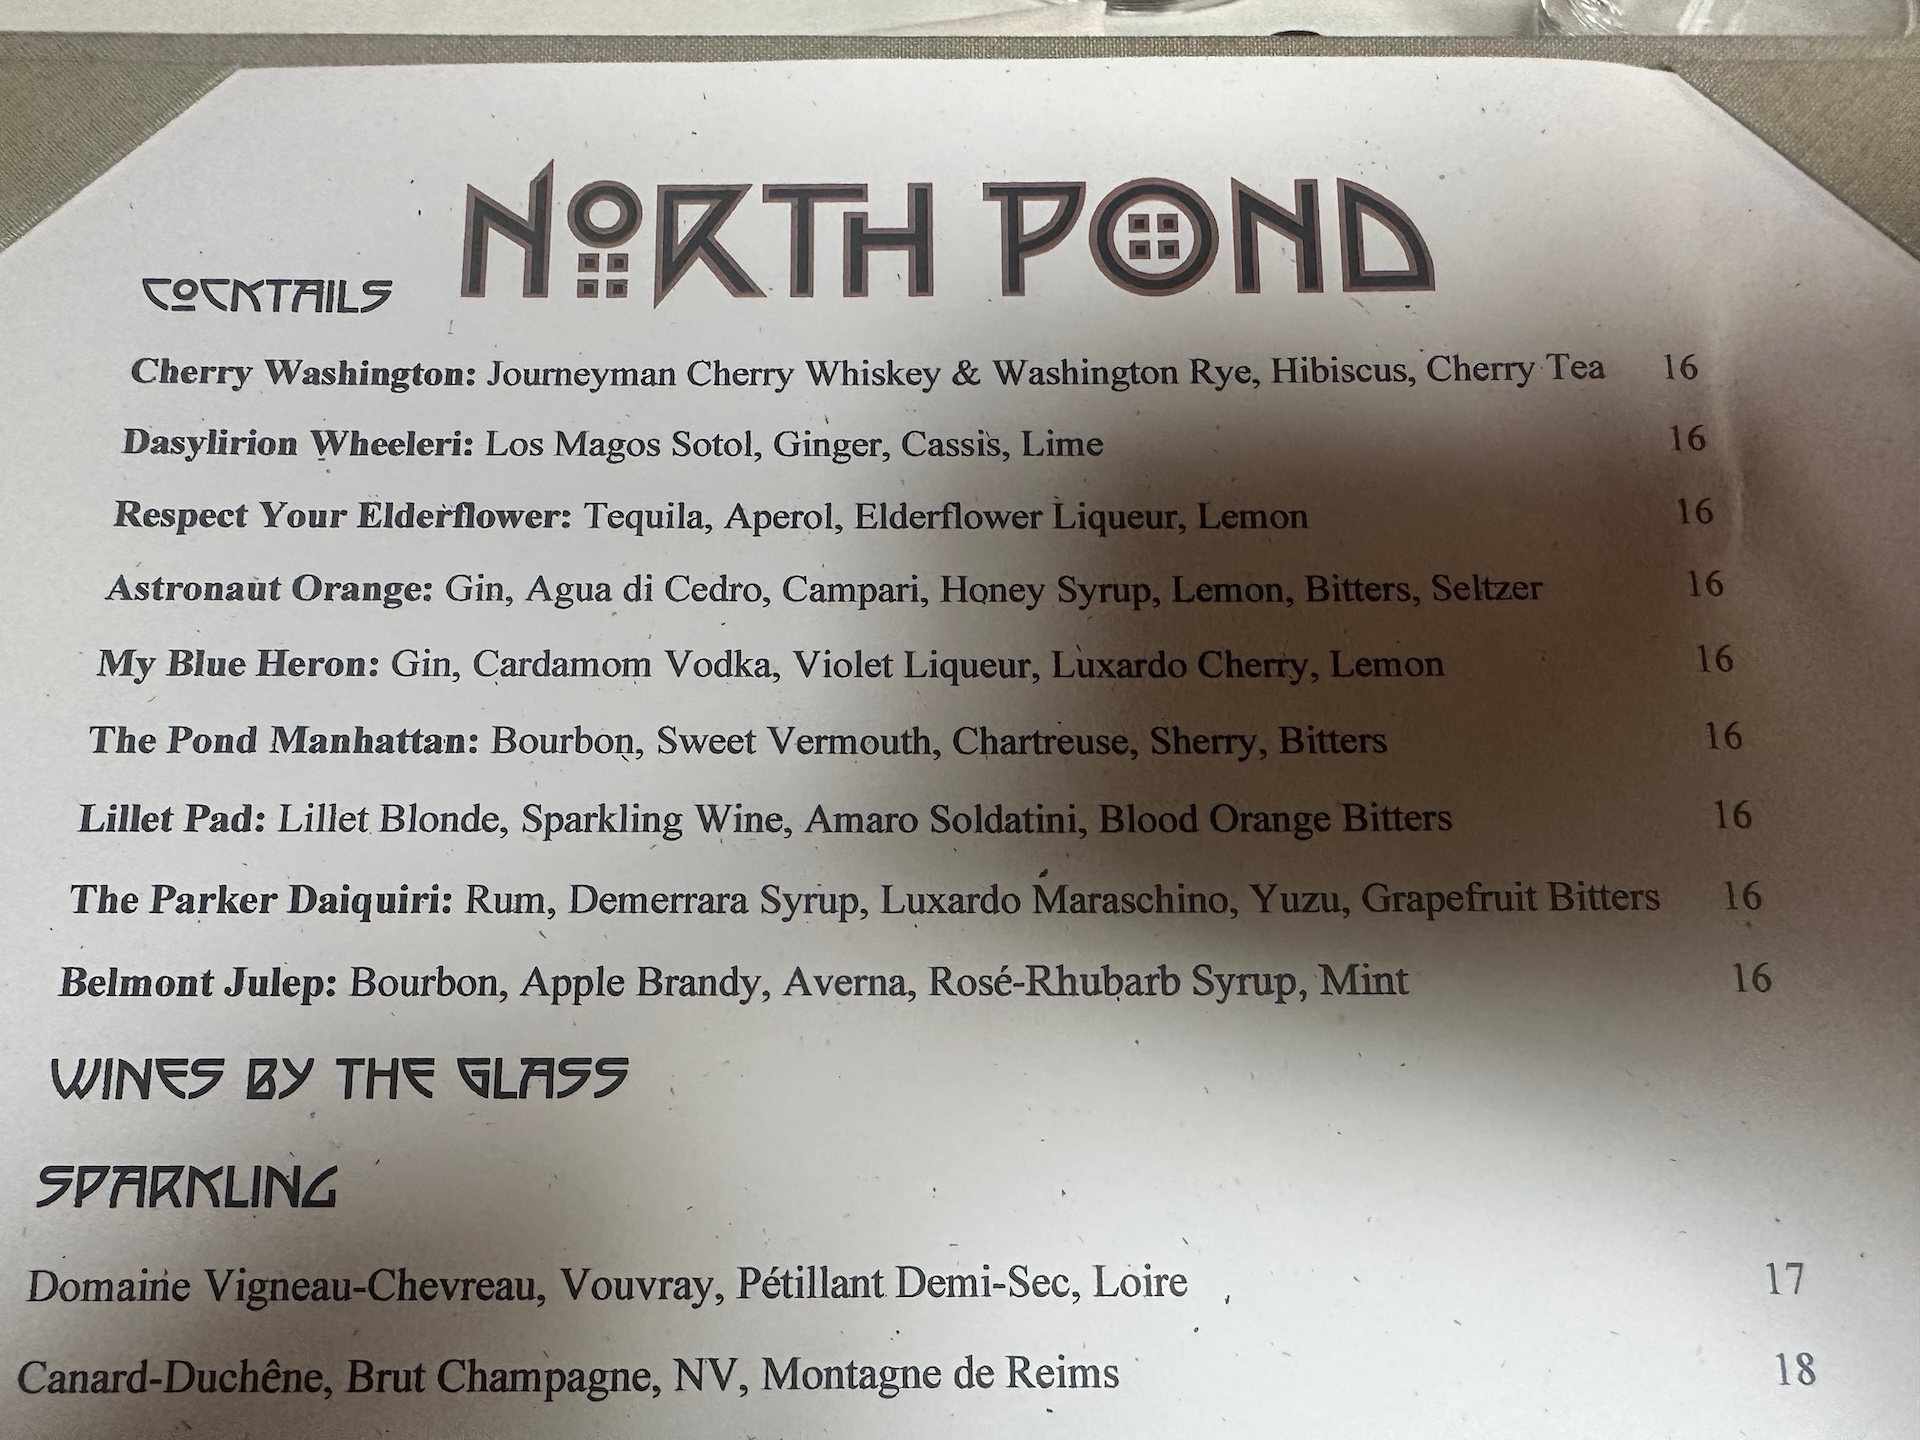 NORTH POND
COCKTAILS
Cherry Washington: Journeyman Cherry Whiskey & Washington Rye, Hibiscus, Cherry Tea 16
Dasylirion Wheeleri: Los Magos Sotol, Ginger, Cassis, Lime 16
Respect Your Elderflower: Tequila, Aperol, Elderflower Liqueur, Lemon 16
Astronaut Orange: Gin, Agua di Cedro, Campari, Honey Syrup, Lemon, Bitters, Seltzer 16
My Blue Heron: Gin, Cardamom Vodka, Violet Liqueur, Luxardo Cherry, Lemon 16
The Pond Manhattan: Bourbon, Sweet Vermouth, Chartreuse, Sherry, Bitters 16
Lillet Pad: Lillet Blonde, Sparkling Wine, Amaro Soldatini, Blood Orange Bitters 16
The Parker Daiquiri: Rum, Demerrara Syrup, Luxardo Maraschino, Yuzu, Grapefruit Bitters 16
Belmont Julep: Bourbon, Apple Brandy, Averna, Rosé-Rhubarb Syrup, Mint 16
WINES BY THE GLASS
SPARKLING
Domaine Vigneau-Chevreau, Vouvray, Pétillant Demi-Sec, Loire 17
Canard-Duchêne, Brut Champagne, NV, Montagne de Reims 18